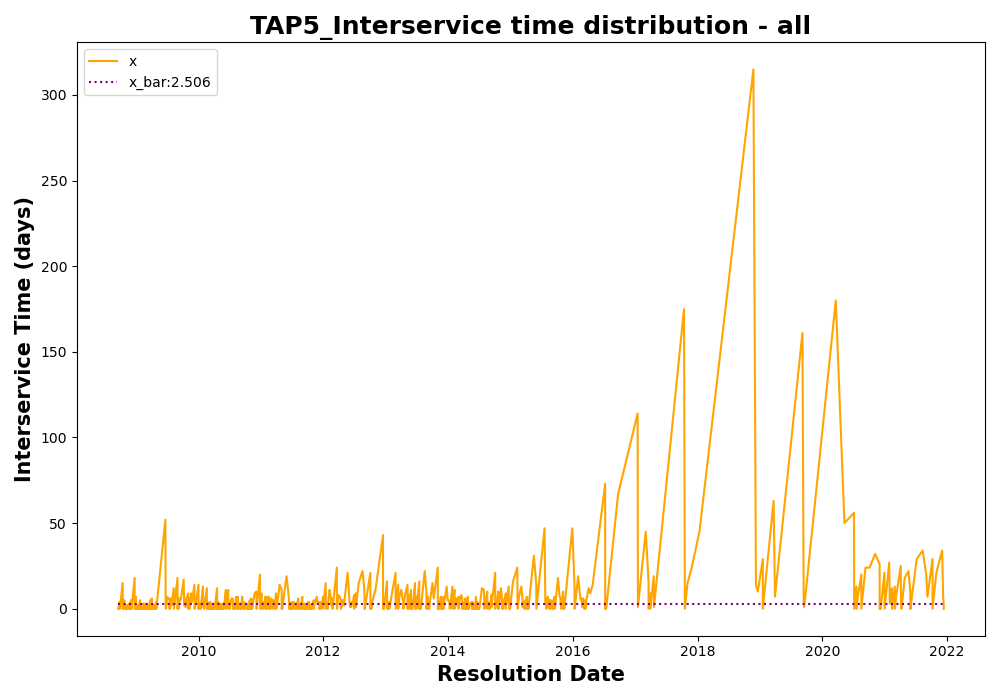 TAP5_Interservice time distribution - all
x
x_bar:2.506
Interservice Time (days)
300
250
200
150
100
50
0
2010 2012 2014 2016 2018 2020 2022
Resolution Date